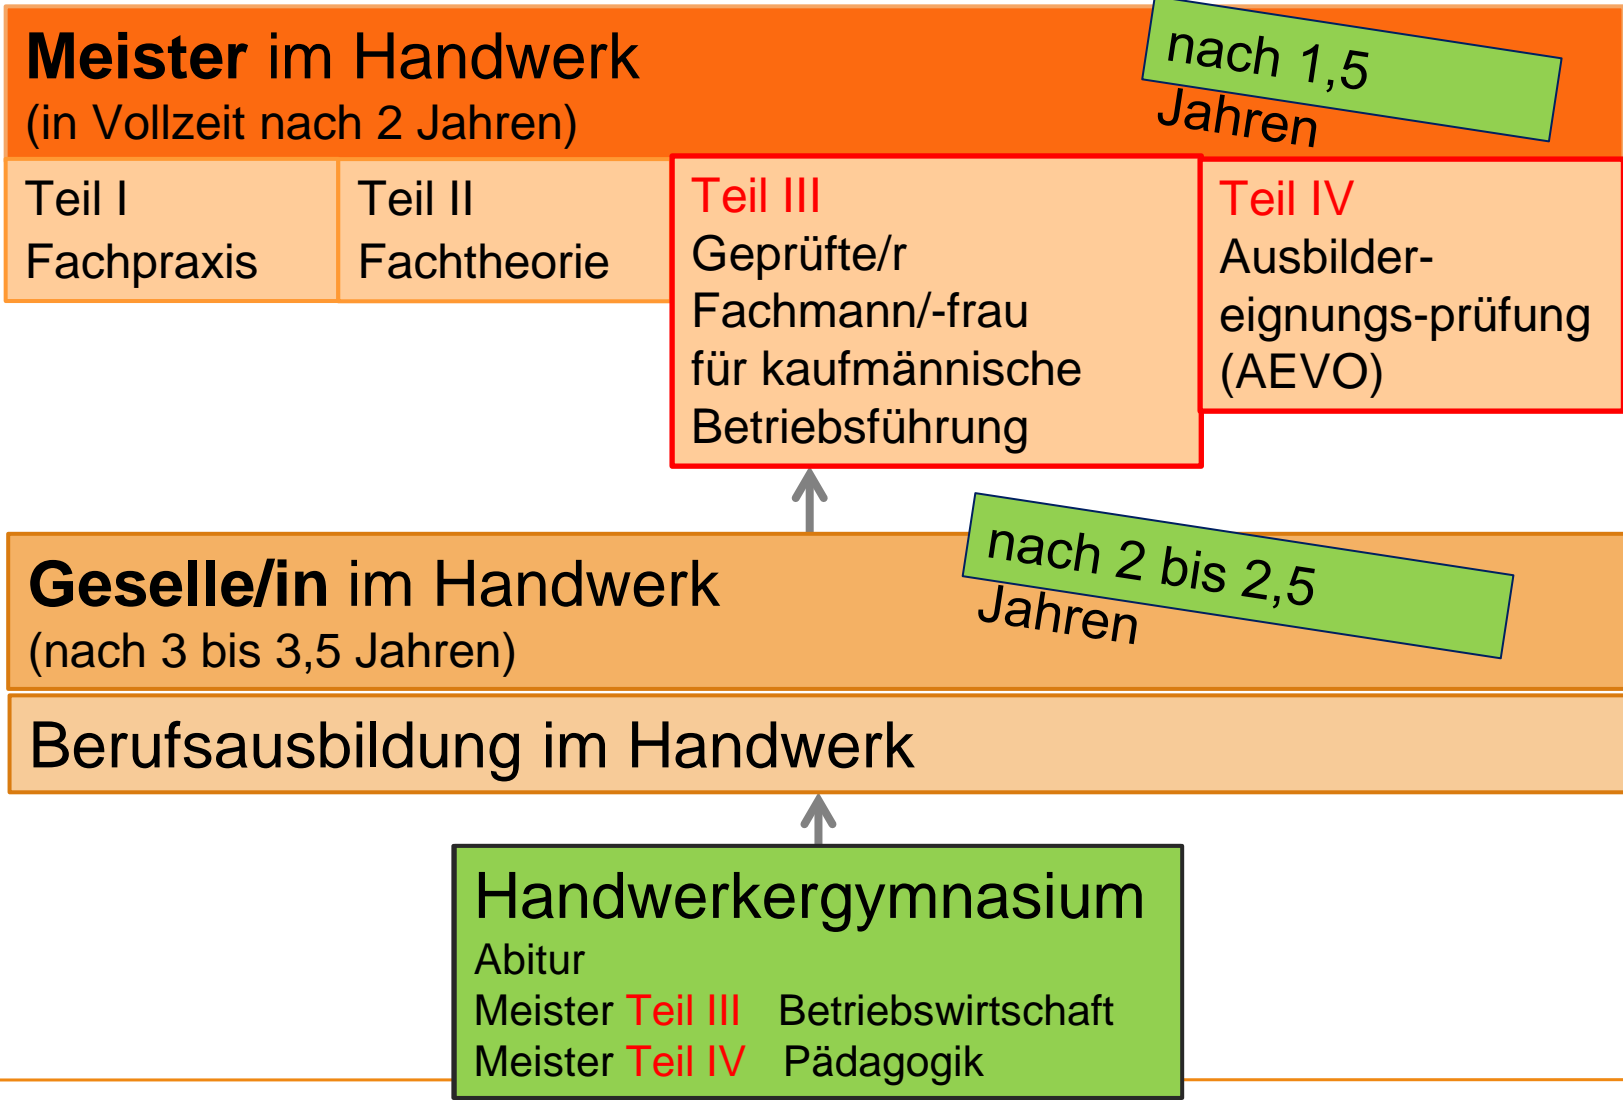 Meister im Handwerk
(in Vollzeit nach 2 Jahren)
nach 1,5
Jahren
Teil I
Fachpraxis
Teil II
Fachtheorie
Teil III
Geprüfte/r
Fachmann/-frau
für kaufmännische
Betriebsführung
Teil IV
Ausbilder-
eignungs-prüfung
(AEVO)
Geselle/in im Handwerk
(nach 3 bis 3,5 Jahren)
nach 2 bis 2,5
Jahren
Berufsausbildung im Handwerk
Handwerkergymnasium
Abitur
Meister Teil III Betriebswirtschaft
Meister Teil IV Pädagogik